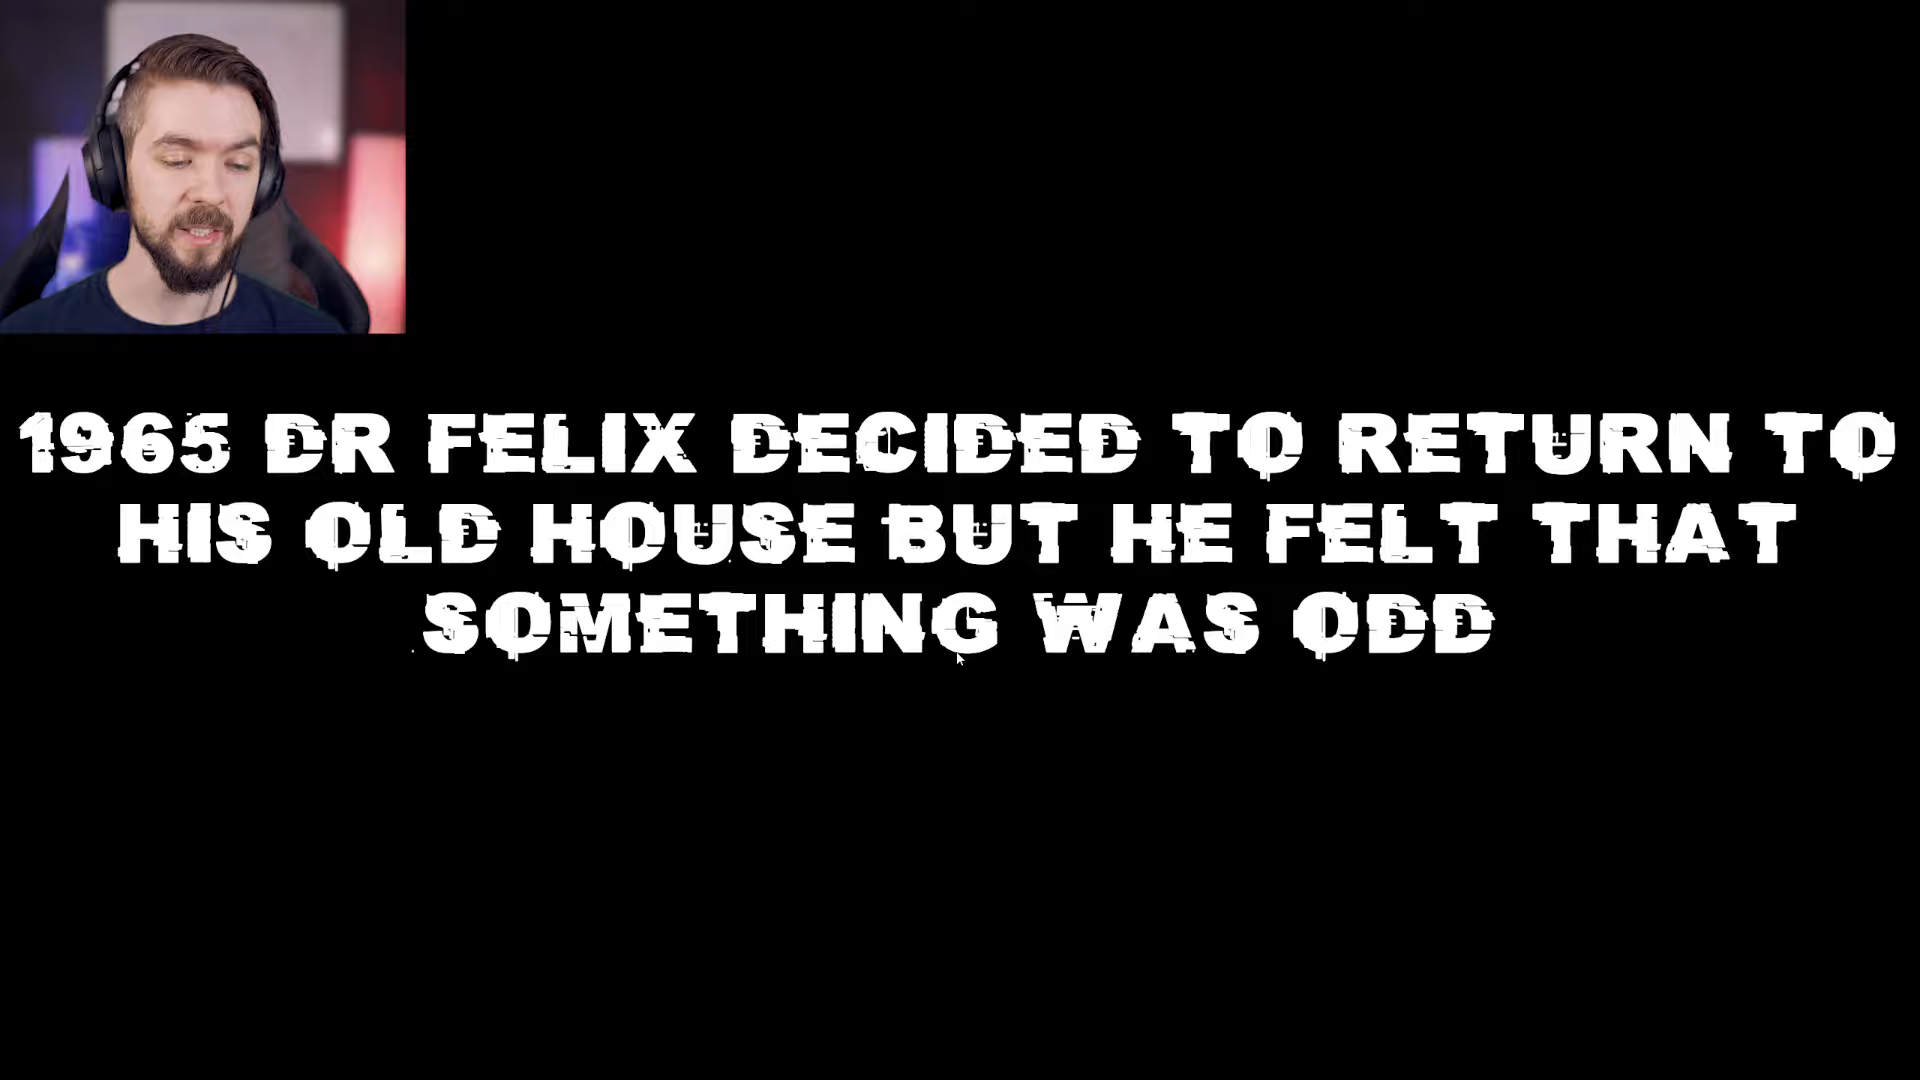 1965 DR FELIX DECIDED TO RETURN TO
HIS OLD HOUSE BUT HE FELT THAT
SOMETHING WAS ODD